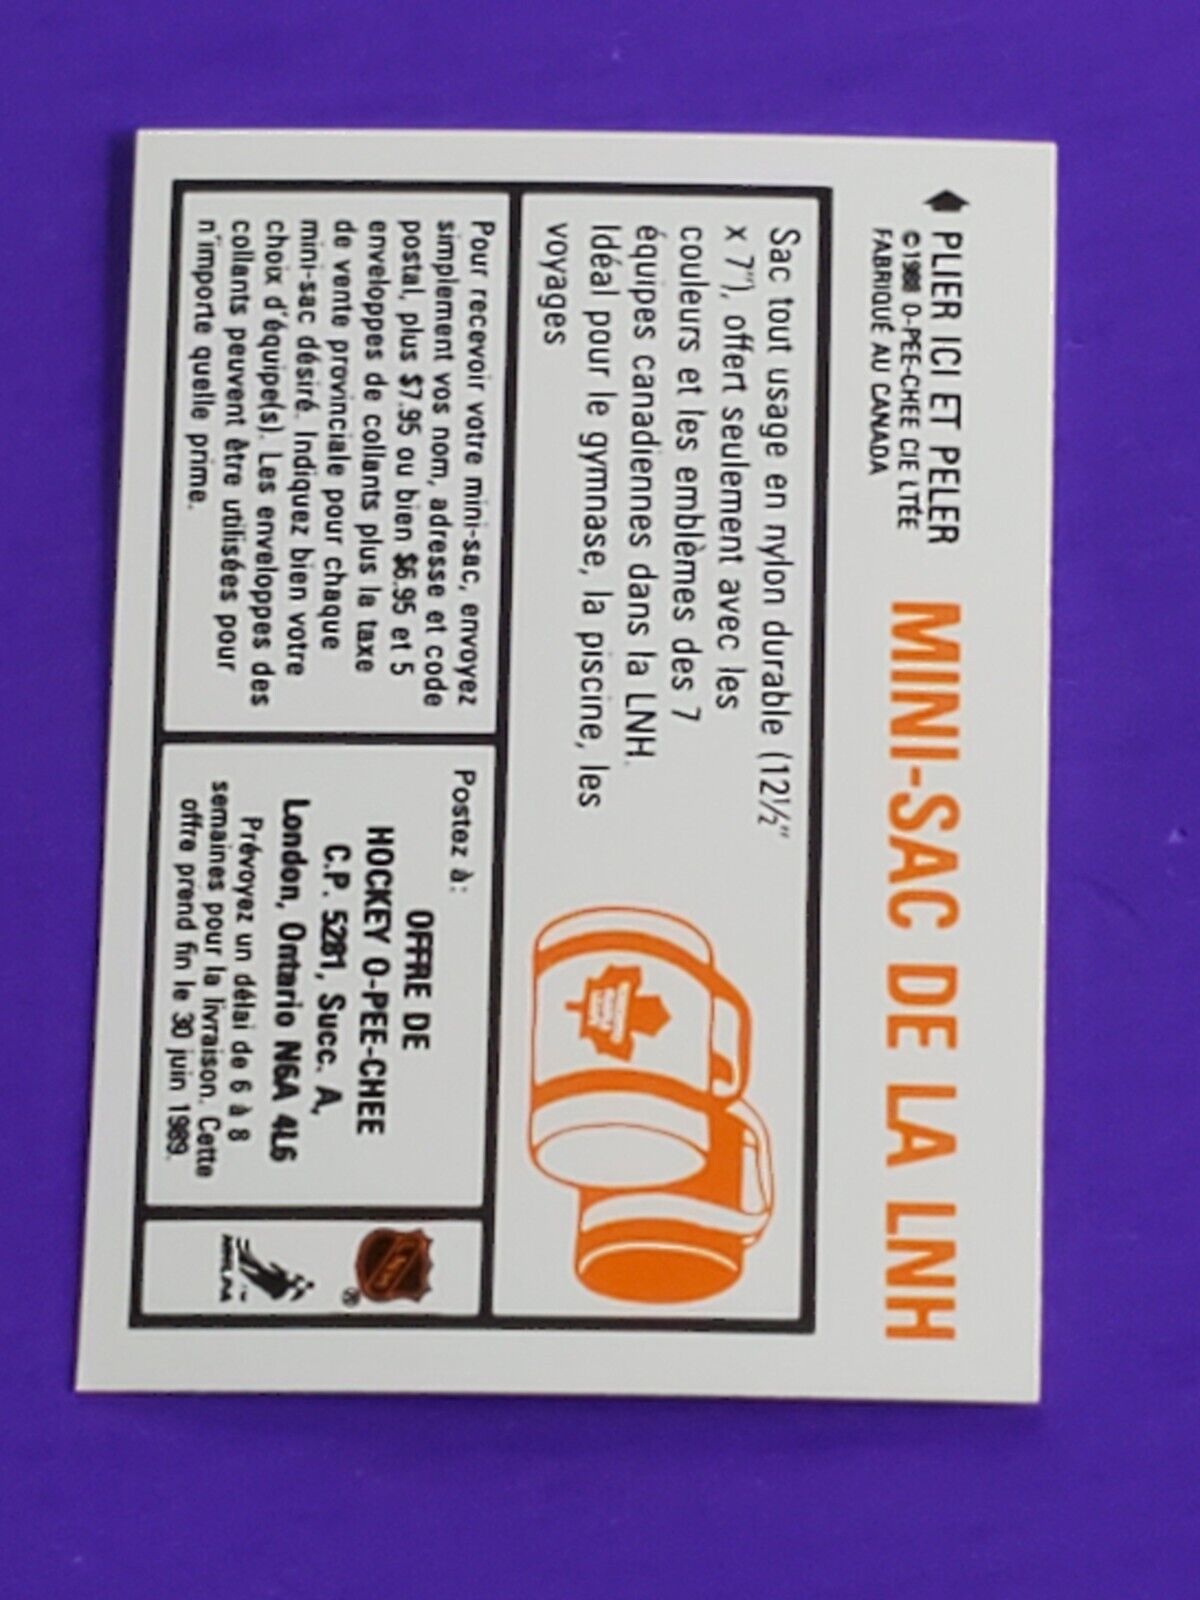 PLIER ICI ET PELER
©1988 O-PEE-CHEE CIE LTÉE
FABRIQUÉ AU CANADA
MINI-SAC DE LA LNH
Sac tout usage en nylon durable (12½"
x 7"), offert seulement avec les
couleurs et les emblèmes des 7
équipes canadiennes dans la LNH.
Idéal pour le gymnase, la piscine, les
voyages
Pour recevoir votre mini-sac, envoyez
simplement vos nom, adresse et code
postal, plus $7.95 ou bien $6.95 et 5
enveloppes de collants plus la taxe
de vente provinciale pour chaque
mini-sac désiré. Indiquez bien votre
choix d'équipe(s). Les enveloppes des
collants peuvent être utilisées pour
n'importe quelle prime.
Postez à:
OFFRE DE
HOCKEY O-PEE-CHEE
C.P. 5281, Succ. A,
London, Ontario N6A 4L6
Prévoyez un délai de 6 à 8
semaines pour la livraison. Cette
offre prend fin le 30 juin 1989.
LNH
®